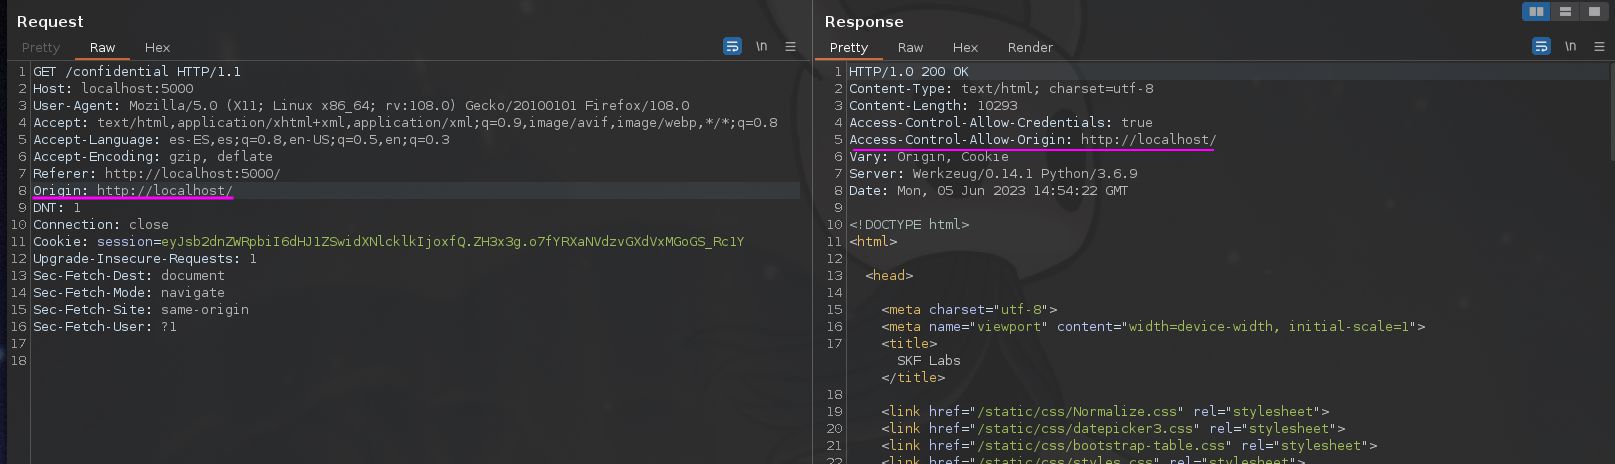 Request
Pretty Raw Hex \n
1 GET /confidential HTTP/1.1
2 Host: localhost:5000
3 User-Agent: Mozilla/5.0 (X11; Linux x86_64; rv:108.0) Gecko/20100101 Firefox/108.0
4 Accept: text/html,application/xhtml+xml,application/xml;q=0.9,image/avif,image/webp,*/*;q=0.8
5 Accept-Language: es-ES,es;q=0.8,en-US;q=0.5,en;q=0.3
6 Accept-Encoding: gzip, deflate
7 Referer: http://localhost:5000/
8 Origin: http://localhost/
9 DNT: 1
10 Connection: close
11 Cookie: session=eyJsb2dnZWRpbiI6dHJ1ZSwidXNlcklkIjoxfQ.ZH3x3g.o7fYRXaNVdzvGXdVxMGoGS_Rc1Y
12 Upgrade-Insecure-Requests: 1
13 Sec-Fetch-Dest: document
14 Sec-Fetch-Mode: navigate
15 Sec-Fetch-Site: same-origin
16 Sec-Fetch-User: ?1
17
18
Response
Pretty Raw Hex Render \n
1 HTTP/1.0 200 OK
2 Content-Type: text/html; charset=utf-8
3 Content-Length: 10293
4 Access-Control-Allow-Credentials: true
5 Access-Control-Allow-Origin: http://localhost/
6 Vary: Origin, Cookie
7 Server: Werkzeug/0.14.1 Python/3.6.9
8 Date: Mon, 05 Jun 2023 14:54:22 GMT
9
10 <!DOCTYPE html>
11 <html>
12
13 <head>
14
15 <meta charset="utf-8">
16 <meta name="viewport" content="width=device-width, initial-scale=1">
17 <title>
SKF Labs
</title>
18
19 <link href="/static/css/Normalize.css" rel="stylesheet">
20 <link href="/static/css/datepicker3.css" rel="stylesheet">
21 <link href="/static/css/bootstrap-table.css" rel="stylesheet">
22 <link href="/static/css/styles.css" rel="stylesheet">